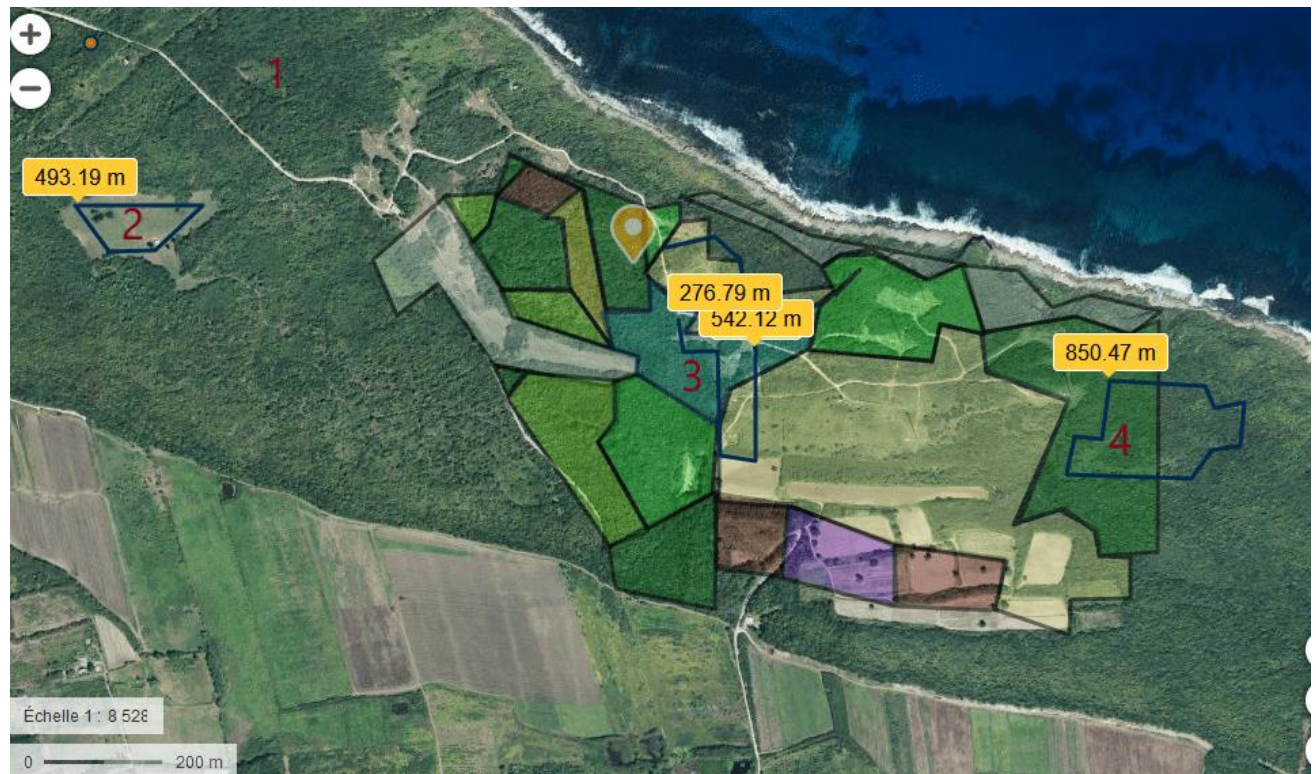 +
1
−
493.19 m
2
276.79 m
542.12 m
850.47 m
3
4
Échelle 1 : 8 528
0 200 m